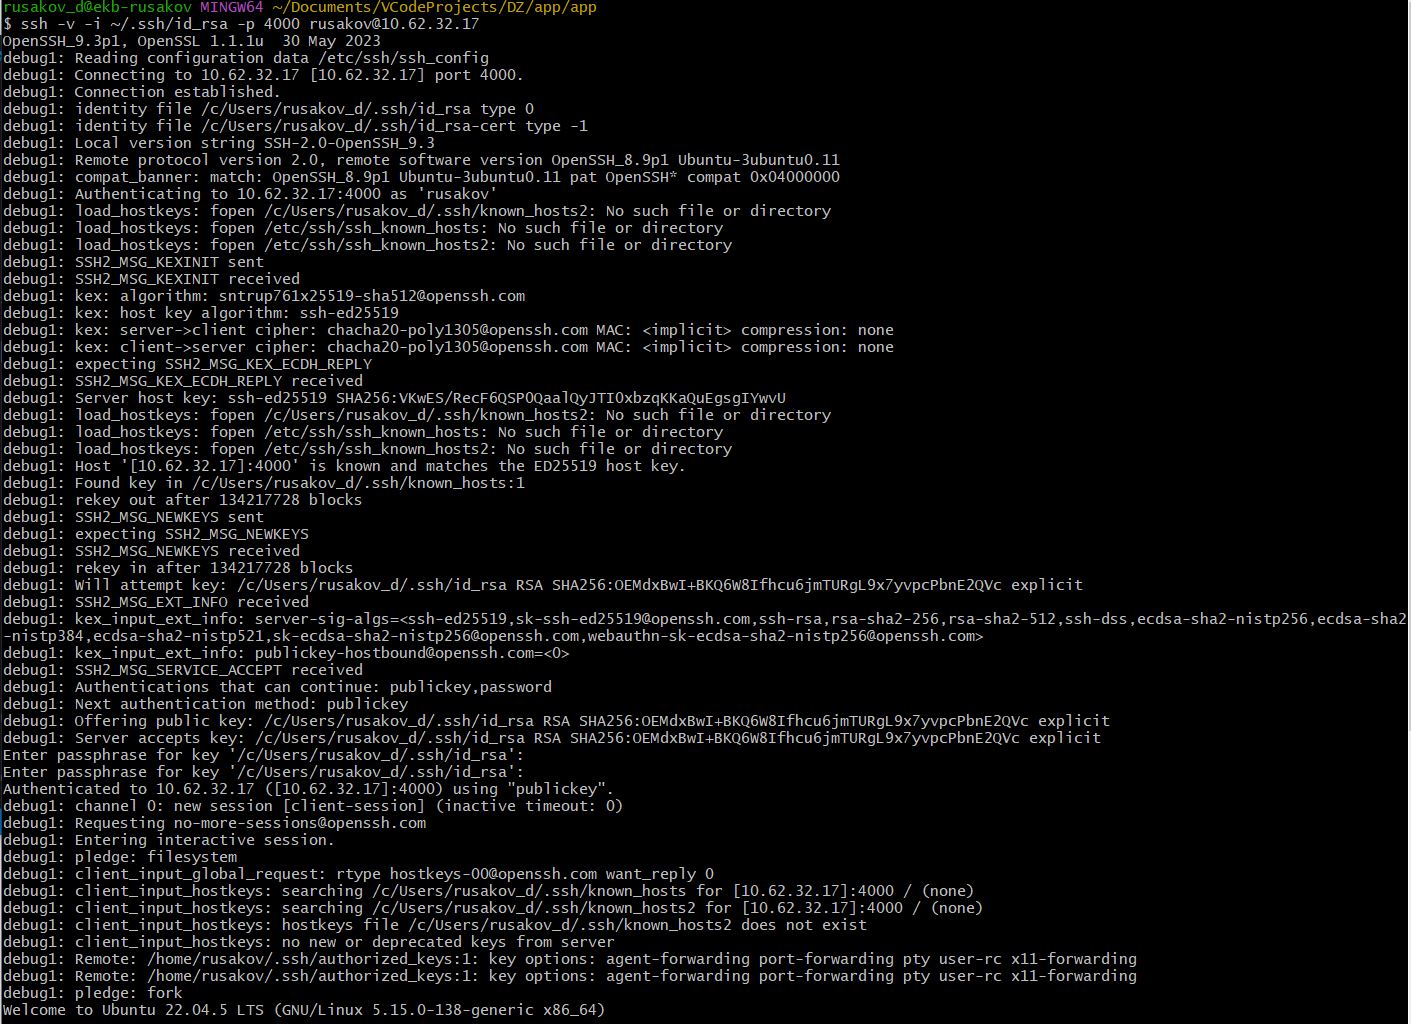 rusakov_d@ekb-rusakov MINGW64 ~/Documents/VCodeProjects/DZ/app/app
$ ssh -v -i ~/.ssh/id_rsa -p 4000 rusakov@10.62.32.17
OpenSSH_9.3p1, OpenSSL 1.1.1u  30 May 2023
debug1: Reading configuration data /etc/ssh/ssh_config
debug1: Connecting to 10.62.32.17 [10.62.32.17] port 4000.
debug1: Connection established.
debug1: identity file /c/Users/rusakov_d/.ssh/id_rsa type 0
debug1: identity file /c/Users/rusakov_d/.ssh/id_rsa-cert type -1
debug1: Local version string SSH-2.0-OpenSSH_9.3
debug1: Remote protocol version 2.0, remote software version OpenSSH_8.9p1 Ubuntu-3ubuntu0.11
debug1: compat_banner: match: OpenSSH_8.9p1 Ubuntu-3ubuntu0.11 pat OpenSSH* compat 0x04000000
debug1: Authenticating to 10.62.32.17:4000 as 'rusakov'
debug1: load_hostkeys: fopen /c/Users/rusakov_d/.ssh/known_hosts2: No such file or directory
debug1: load_hostkeys: fopen /etc/ssh/ssh_known_hosts: No such file or directory
debug1: load_hostkeys: fopen /etc/ssh/ssh_known_hosts2: No such file or directory
debug1: SSH2_MSG_KEXINIT sent
debug1: SSH2_MSG_KEXINIT received
debug1: kex: algorithm: sntrup761x25519-sha512@openssh.com
debug1: kex: host key algorithm: ssh-ed25519
debug1: kex: server->client cipher: chacha20-poly1305@openssh.com MAC: <implicit> compression: none
debug1: kex: client->server cipher: chacha20-poly1305@openssh.com MAC: <implicit> compression: none
debug1: expecting SSH2_MSG_KEX_ECDH_REPLY
debug1: SSH2_MSG_KEX_ECDH_REPLY received
debug1: Server host key: ssh-ed25519 SHA256:VKwES/RecF6QSP0QaalQyJTI0xbzqKKaQuEgsgIYwvU
debug1: load_hostkeys: fopen /c/Users/rusakov_d/.ssh/known_hosts2: No such file or directory
debug1: load_hostkeys: fopen /etc/ssh/ssh_known_hosts: No such file or directory
debug1: load_hostkeys: fopen /etc/ssh/ssh_known_hosts2: No such file or directory
debug1: Host '[10.62.32.17]:4000' is known and matches the ED25519 host key.
debug1: Found key in /c/Users/rusakov_d/.ssh/known_hosts:1
debug1: rekey out after 134217728 blocks
debug1: SSH2_MSG_NEWKEYS sent
debug1: expecting SSH2_MSG_NEWKEYS
debug1: SSH2_MSG_NEWKEYS received
debug1: rekey in after 134217728 blocks
debug1: Will attempt key: /c/Users/rusakov_d/.ssh/id_rsa RSA SHA256:OEMdxBwI+BKQ6W8Ifhcu6jmTURgL9x7yvpcPbnE2QVc explicit
debug1: SSH2_MSG_EXT_INFO received
debug1: kex_input_ext_info: server-sig-algs=<ssh-ed25519,sk-ssh-ed25519@openssh.com,ssh-rsa,rsa-sha2-256,rsa-sha2-512,ssh-dss,ecdsa-sha2-nistp256,ecdsa-sha2
-nistp384,ecdsa-sha2-nistp521,sk-ecdsa-sha2-nistp256@openssh.com,webauthn-sk-ecdsa-sha2-nistp256@openssh.com>
debug1: kex_input_ext_info: publickey-hostbound@openssh.com=<0>
debug1: SSH2_MSG_SERVICE_ACCEPT received
debug1: Authentications that can continue: publickey,password
debug1: Next authentication method: publickey
debug1: Offering public key: /c/Users/rusakov_d/.ssh/id_rsa RSA SHA256:OEMdxBwI+BKQ6W8Ifhcu6jmTURgL9x7yvpcPbnE2QVc explicit
debug1: Server accepts key: /c/Users/rusakov_d/.ssh/id_rsa RSA SHA256:OEMdxBwI+BKQ6W8Ifhcu6jmTURgL9x7yvpcPbnE2QVc explicit
Enter passphrase for key '/c/Users/rusakov_d/.ssh/id_rsa':
Enter passphrase for key '/c/Users/rusakov_d/.ssh/id_rsa':
Authenticated to 10.62.32.17 ([10.62.32.17]:4000) using "publickey".
debug1: channel 0: new session [client-session] (inactive timeout: 0)
debug1: Requesting no-more-sessions@openssh.com
debug1: Entering interactive session.
debug1: pledge: filesystem
debug1: client_input_global_request: rtype hostkeys-00@openssh.com want_reply 0
debug1: client_input_hostkeys: searching /c/Users/rusakov_d/.ssh/known_hosts for [10.62.32.17]:4000 / (none)
debug1: client_input_hostkeys: searching /c/Users/rusakov_d/.ssh/known_hosts2 for [10.62.32.17]:4000 / (none)
debug1: client_input_hostkeys: hostkeys file /c/Users/rusakov_d/.ssh/known_hosts2 does not exist
debug1: client_input_hostkeys: no new or deprecated keys from server
debug1: Remote: /home/rusakov/.ssh/authorized_keys:1: key options: agent-forwarding port-forwarding pty user-rc x11-forwarding
debug1: Remote: /home/rusakov/.ssh/authorized_keys:1: key options: agent-forwarding port-forwarding pty user-rc x11-forwarding
debug1: pledge: fork
Welcome to Ubuntu 22.04.5 LTS (GNU/Linux 5.15.0-138-generic x86_64)